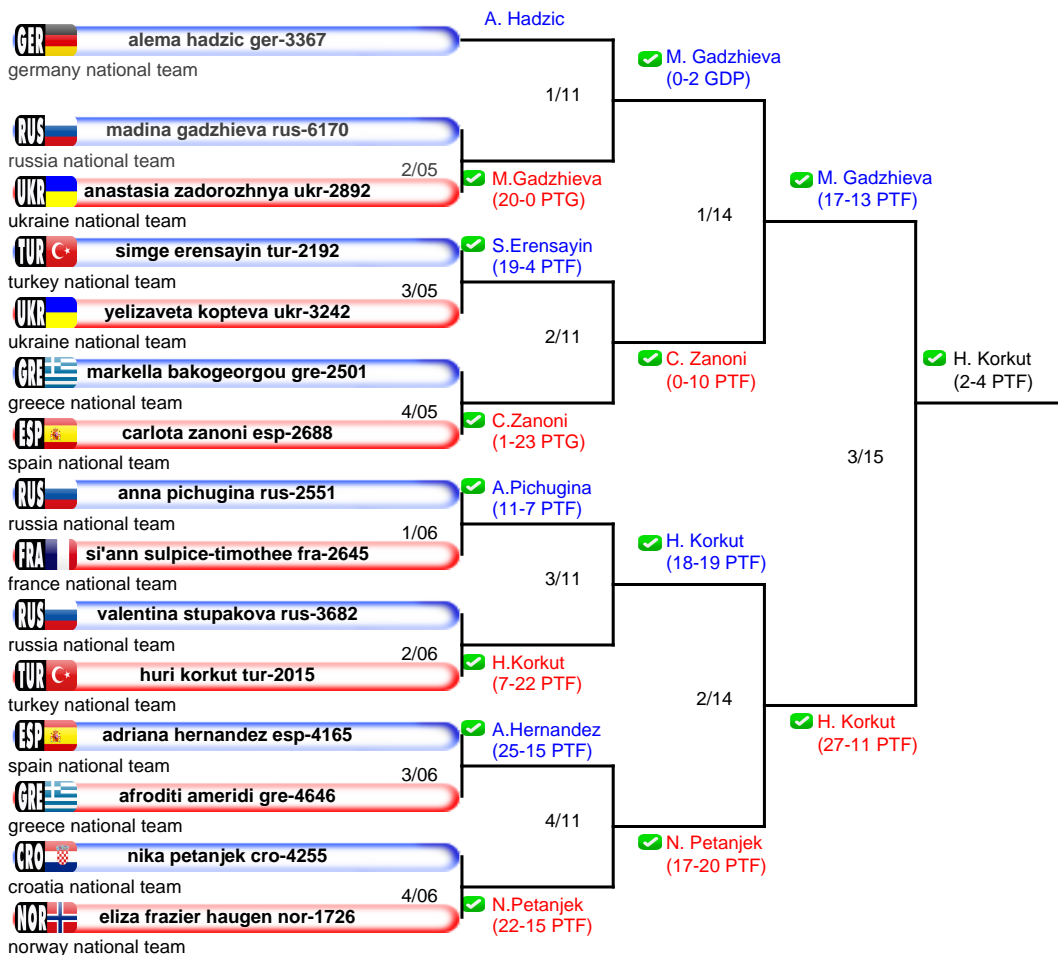 A. Hadzic
GER alema hadzic ger-3367
germany national team
M. Gadzhieva
(0-2 GDP)
1/11
RUS madina gadzhieva rus-6170
russia national team
2/05
M.Gadzhieva
(20-0 PTG)
UKR anastasia zadorozhnya ukr-2892
ukraine national team
M. Gadzhieva
(17-13 PTF)
1/14
TUR simge erensayin tur-2192
turkey national team
S.Erensayin
(19-4 PTF)
3/05
UKR yelizaveta kopteva ukr-3242
ukraine national team
2/11
C. Zanoni
(0-10 PTF)
H. Korkut
(2-4 PTF)
GRE markella bakogeorgou gre-2501
greece national team
4/05
C.Zanoni
(1-23 PTG)
ESP carlota zanoni esp-2688
spain national team
3/15
RUS anna pichugina rus-2551
russia national team
A.Pichugina
(11-7 PTF)
1/06
FRA si'ann sulpice-timothee fra-2645
france national team
H. Korkut
(18-19 PTF)
3/11
RUS valentina stupakova rus-3682
russia national team
2/06
H.Korkut
(7-22 PTF)
TUR huri korkut tur-2015
turkey national team
2/14
H. Korkut
(27-11 PTF)
ESP adriana hernandez esp-4165
spain national team
A.Hernandez
(25-15 PTF)
3/06
GRE afroditi ameridi gre-4646
greece national team
4/11
N. Petanjek
(17-20 PTF)
CRO nika petanjek cro-4255
croatia national team
4/06
N.Petanjek
(22-15 PTF)
NOR eliza frazier haugen nor-1726
norway national team